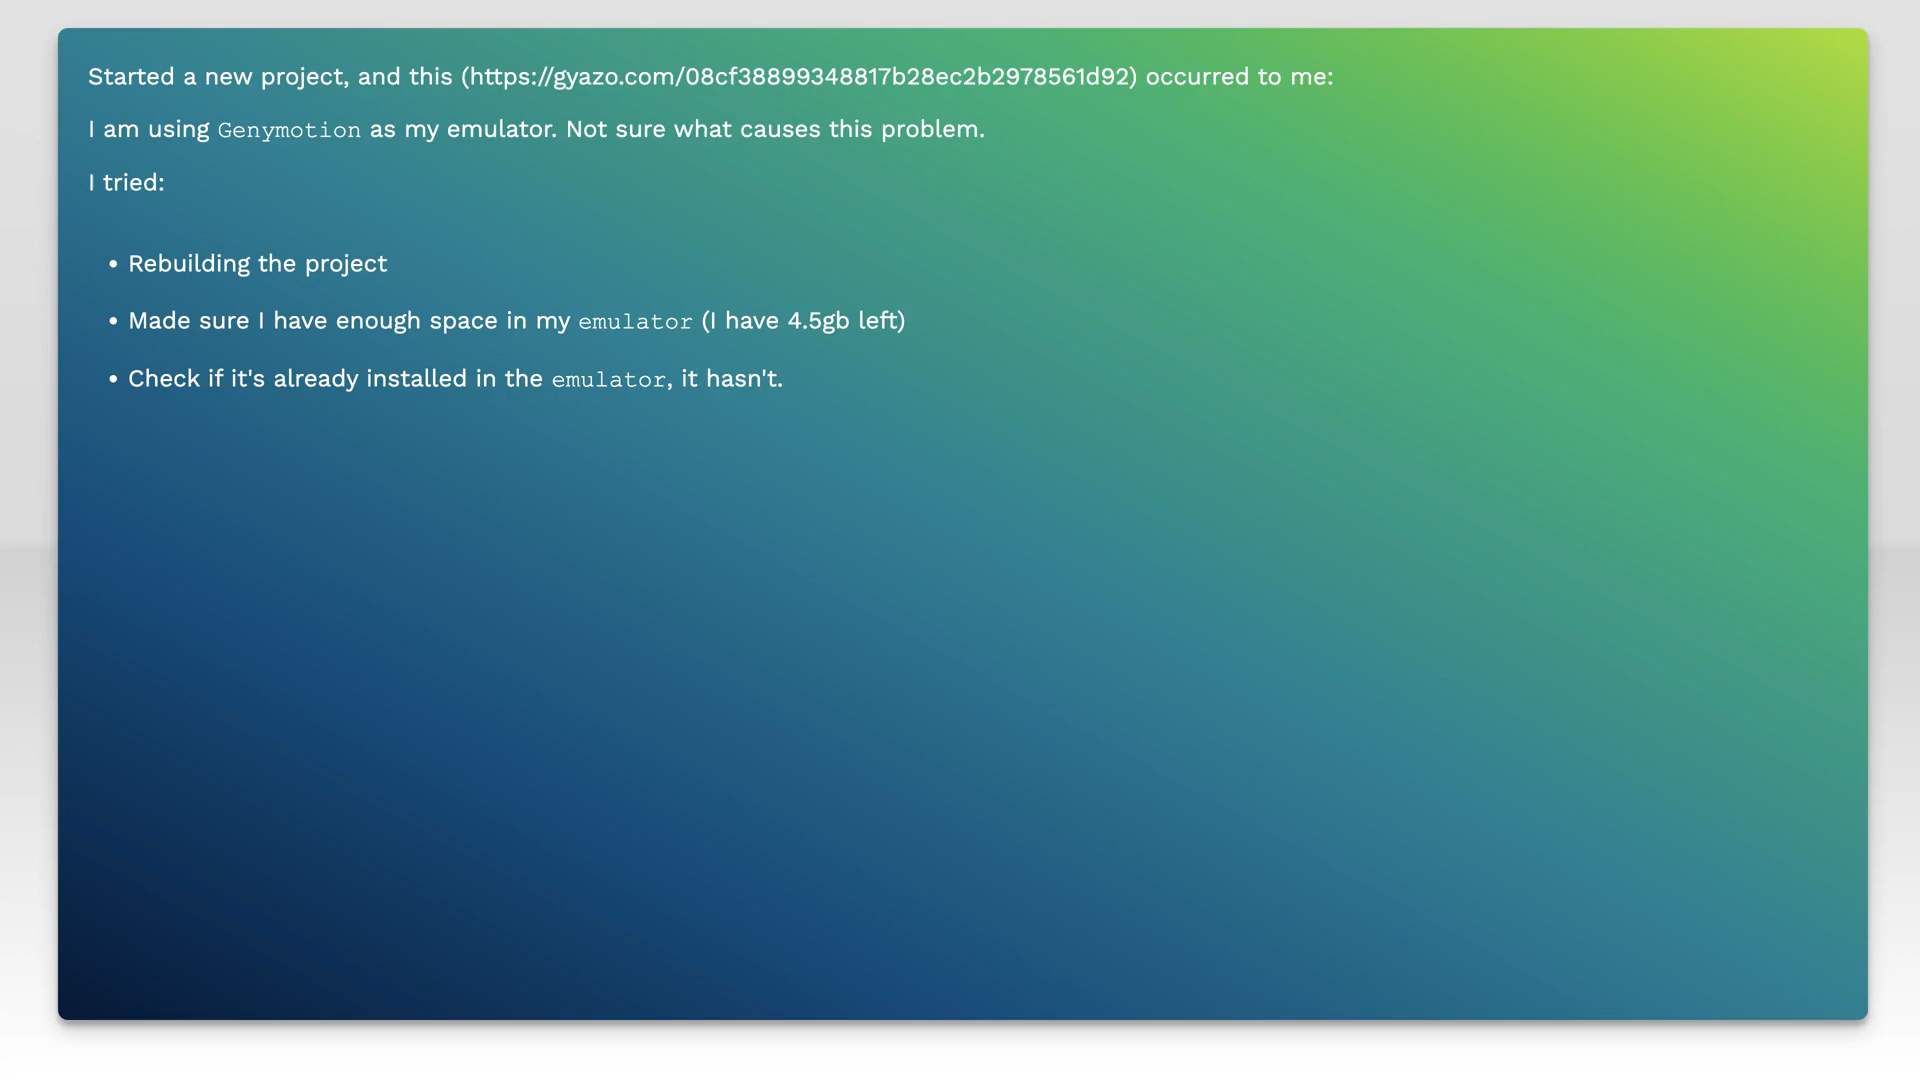 Started a new project, and this (https://gyazo.com/08cf38899348817b28ec2b2978561d92) occurred to me:
I am using Genymotion as my emulator. Not sure what causes this problem.
I tried:
• Rebuilding the project
• Made sure I have enough space in my emulator (I have 4.5gb left)
• Check if it's already installed in the emulator, it hasn't.